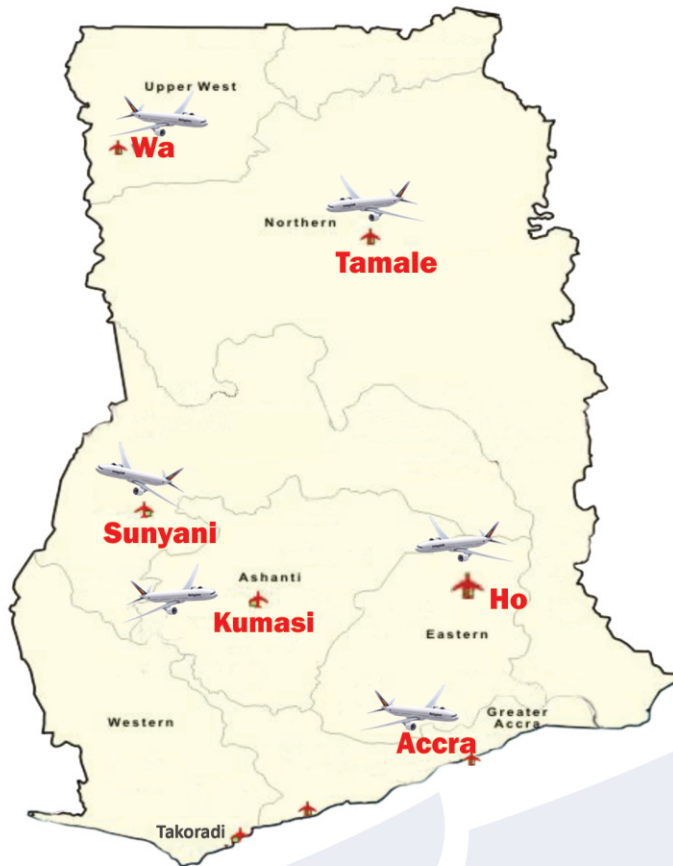 Upper West
Wa
Northern
Tamale
Sunyani
Ashanti
Kumasi
Ho
Eastern
Western
Greater
Accra
Accra
Takoradi